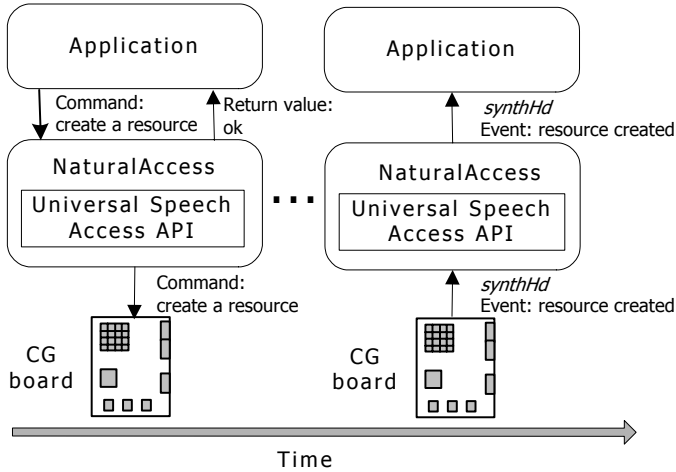 Application
Command:
create a resource
Return value:
ok
NaturalAccess
Universal Speech
Access API
Command:
create a resource
CG
board
...
Application
synthHd
Event: resource created
NaturalAccess
Universal Speech
Access API
synthHd
Event: resource created
CG
board
Time